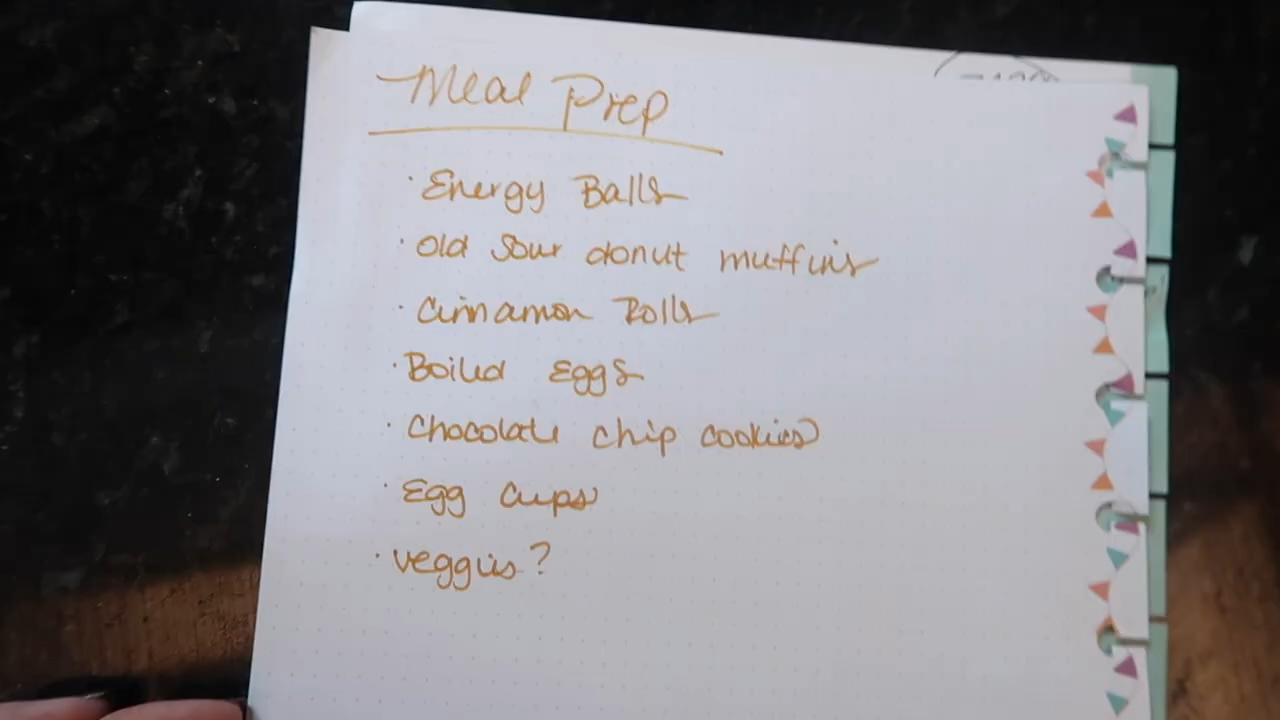 Meal Prep
· Energy Balls
· Old Sour donut muffins
· Cinnamon Rolls
· Boiled Eggs
· Chocolate chip cookies
· Egg Cups
· veggies?